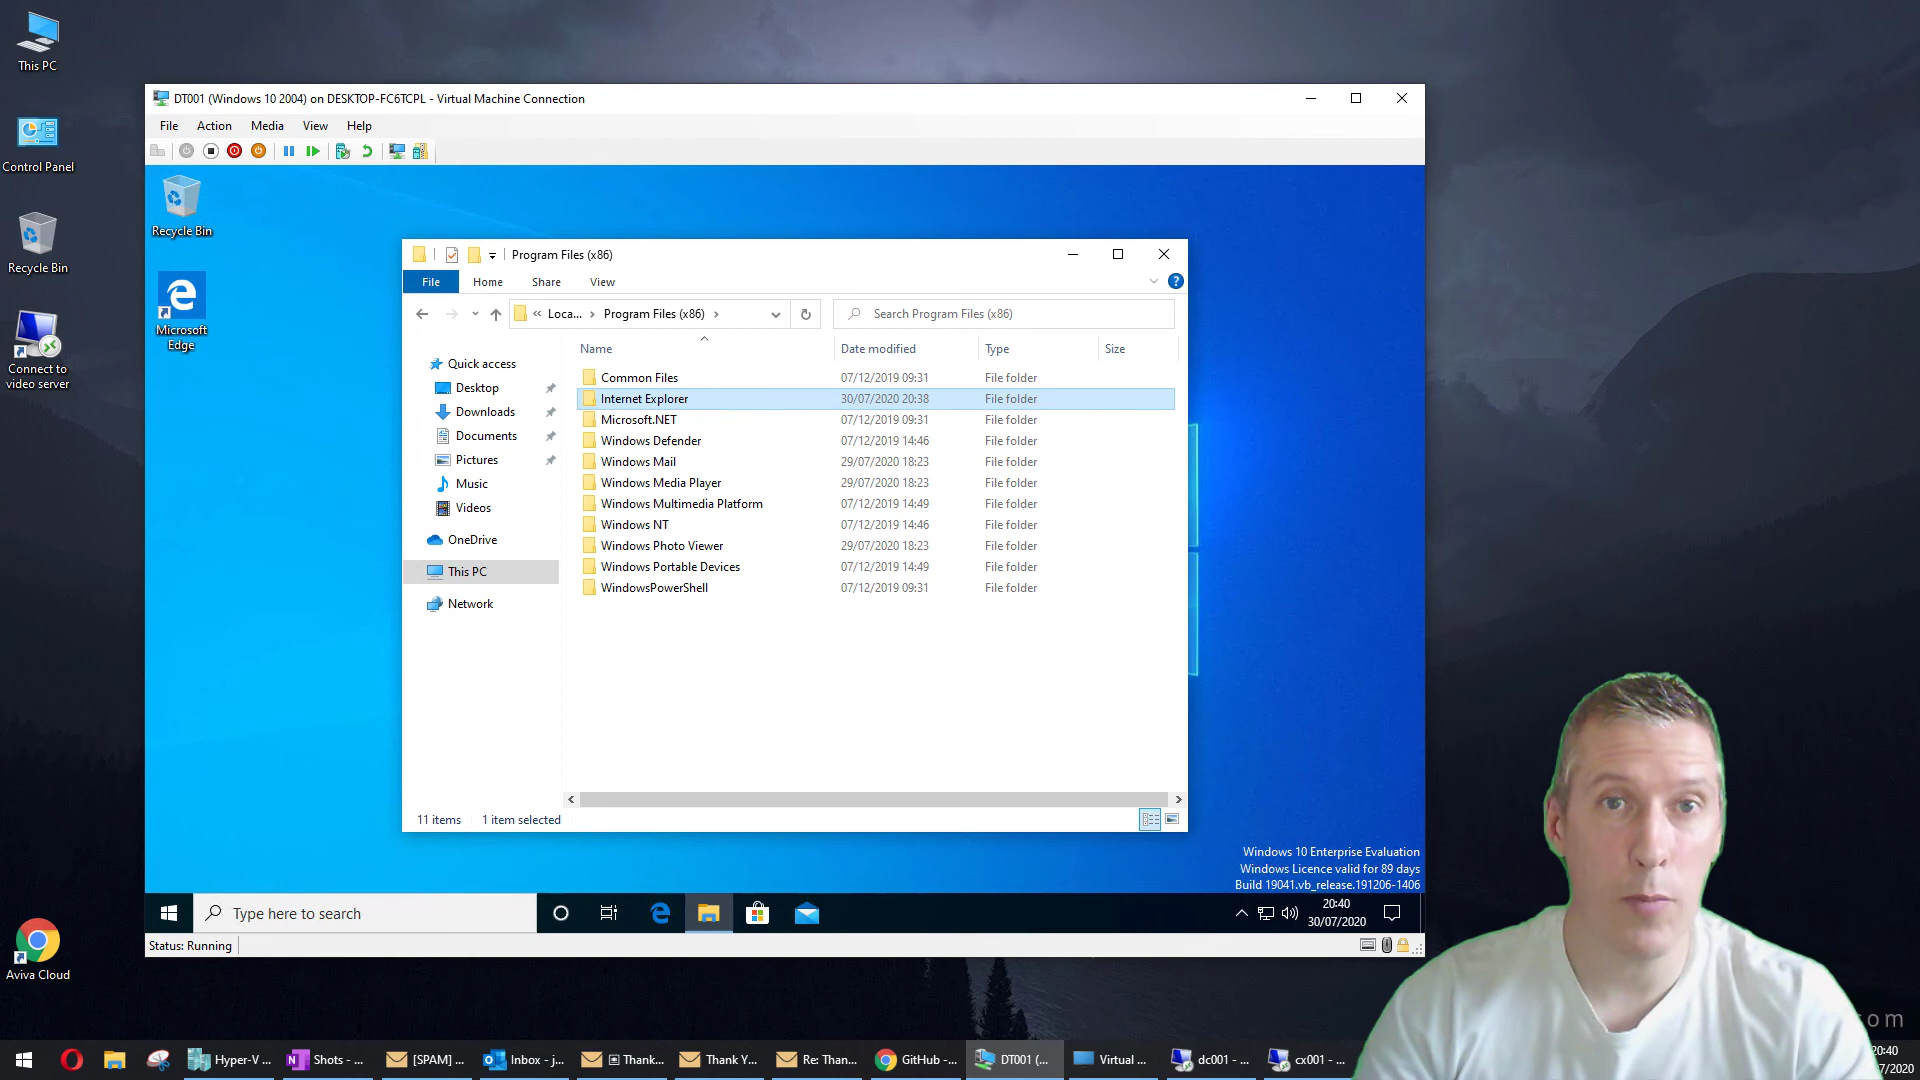 This PC
Control Panel
Recycle Bin
Connect to
video server
Aviva Cloud
DT001 (Windows 10 2004) on DESKTOP-FC6TCPL - Virtual Machine Connection
File Action Media View Help
Recycle Bin
Microsoft
Edge
Program Files (x86)
File Home Share View
« Loca... › Program Files (x86) ›
Search Program Files (x86)
Name Date modified Type Size
Quick access
Desktop
Downloads
Documents
Pictures
Music
Videos
OneDrive
This PC
Network
Common Files 07/12/2019 09:31 File folder
Internet Explorer 30/07/2020 20:38 File folder
Microsoft.NET 07/12/2019 09:31 File folder
Windows Defender 07/12/2019 14:46 File folder
Windows Mail 29/07/2020 18:23 File folder
Windows Media Player 29/07/2020 18:23 File folder
Windows Multimedia Platform 07/12/2019 14:49 File folder
Windows NT 07/12/2019 14:46 File folder
Windows Photo Viewer 29/07/2020 18:23 File folder
Windows Portable Devices 07/12/2019 14:49 File folder
WindowsPowerShell 07/12/2019 09:31 File folder
11 items 1 item selected
Windows 10 Enterprise Evaluation
Windows Licence valid for 89 days
Build 19041.vb_release.191206-1406
Type here to search
20:40
30/07/2020
Status: Running
com
Hyper-V ... Shots - ... [SPAM] ... Inbox - j... Thank... Thank Y... Re: Than... GitHub -... DT001 (... Virtual ... dc001 - ... cx001 - ...
20:40
7/2020